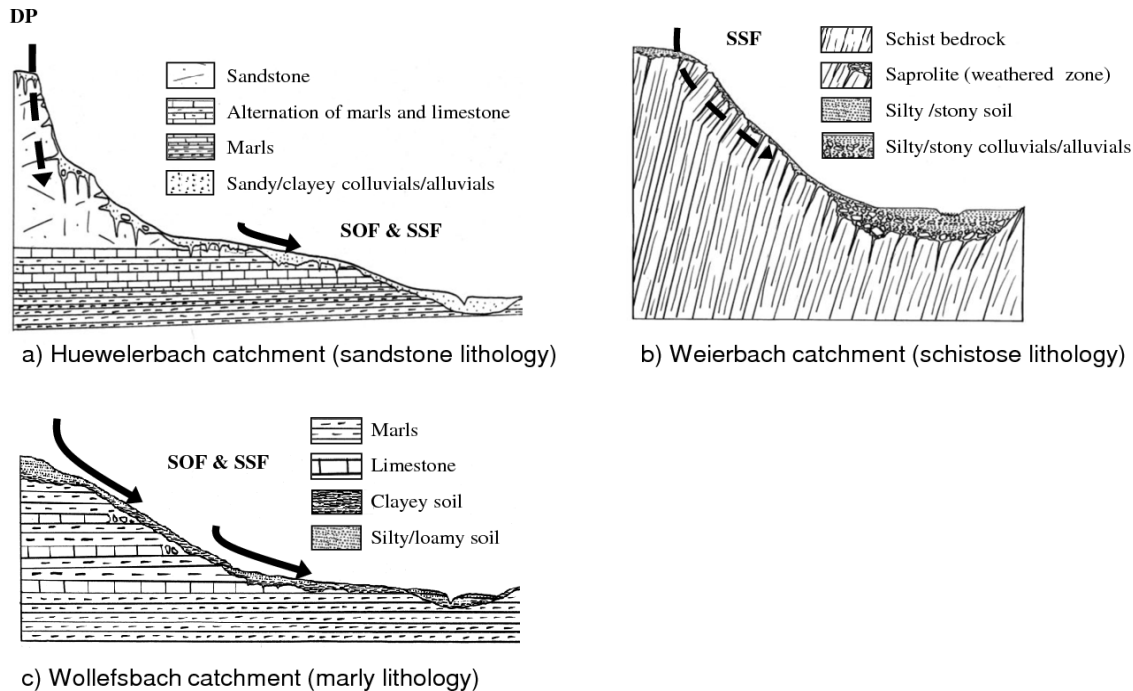 DP
Sandstone
Alternation of marls and limestone
Marls
Sandy/clayey colluvials/alluvials
SOF & SSF
a) Huewelerbach catchment (sandstone lithology)
SSF
Schist bedrock
Saprolite (weathered zone)
Silty /stony soil
Silty/stony colluvials/alluvials
b) Weierbach catchment (schistose lithology)
SOF & SSF
Marls
Limestone
Clayey soil
Silty/loamy soil
c) Wollefsbach catchment (marly lithology)